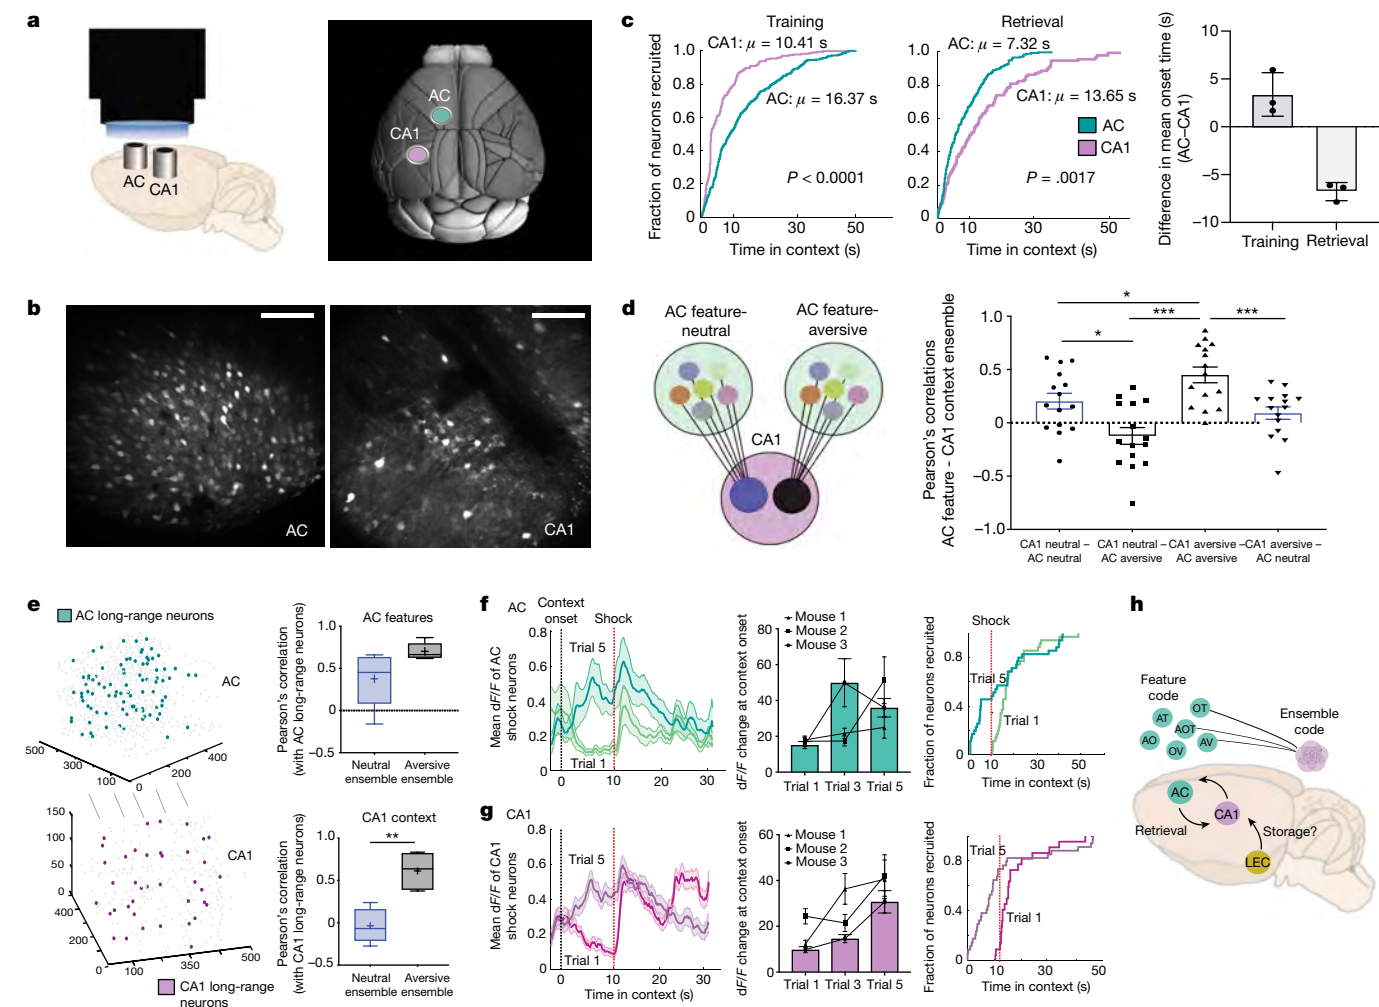 a
AC
CA1
AC
CA1
b
AC
CA1
c
Training
Fraction of neurons recruited
1.0
0.8
0.6
0.4
0.2
0
CA1: μ = 10.41 s
AC: μ = 16.37 s
P < 0.0001
0
10
30
50
Time in context (s)
Retrieval
1.0
0.8
0.6
0.4
0.2
0
AC: μ = 7.32 s
CA1: μ = 13.65 s
AC
CA1
P = .0017
0
10
30
50
Time in context (s)
Difference in mean onset time (s)
(AC–CA1)
10
5
0
–5
–10
Training
Retrieval
d
AC feature-
neutral
AC feature-
aversive
CA1
Pearson's correlations
AC feature - CA1 context ensemble
1.0
0.5
0
–0.5
–1.0
*
*
***
***
CA1 neutral –
AC neutral
CA1 neutral –
AC aversive
CA1 aversive –
AC aversive
CA1 aversive –
AC neutral
e
AC long-range neurons
AC
500
300
100
0
200
400
150
100
50
0
CA1
400
200
0
100
300
500
CA1 long-range
neurons
AC features
Pearson's correlation
(with AC long-range neurons)
1.0
0.5
0
–0.5
Neutral
ensemble
Aversive
ensemble
CA1 context
Pearson's correlation
(with CA1 long-range neurons)
1.0
0.5
0
–0.5
**
Neutral
ensemble
Aversive
ensemble
f
AC
Context
onset
Shock
Mean dF/F of AC
shock neurons
0.8
0.6
0.4
0.2
0
Trial 5
Trial 1
0
10
20
30
dF/F change at context onset
80
60
40
20
0
Mouse 1
Mouse 2
Mouse 3
Trial 1
Trial 3
Trial 5
Fraction of neurons recruited
Shock
0.8
0.4
0
Trial 5
Trial 1
0
10
30
50
Time in context (s)
g
CA1
Mean dF/F of CA1
shock neurons
0.8
0.6
0.4
0.2
0
Trial 5
Trial 1
0
10
20
30
Time in context (s)
dF/F change at context onset
60
40
20
0
Mouse 1
Mouse 2
Mouse 3
Trial 1
Trial 3
Trial 5
Fraction of neurons recruited
0.8
0.4
0
Trial 5
Trial 1
0
10
30
50
Time in context (s)
h
Feature
code
AT
OT
AO
AOT
OV
AV
Ensemble
code
AC
CA1
Retrieval
Storage?
LEC